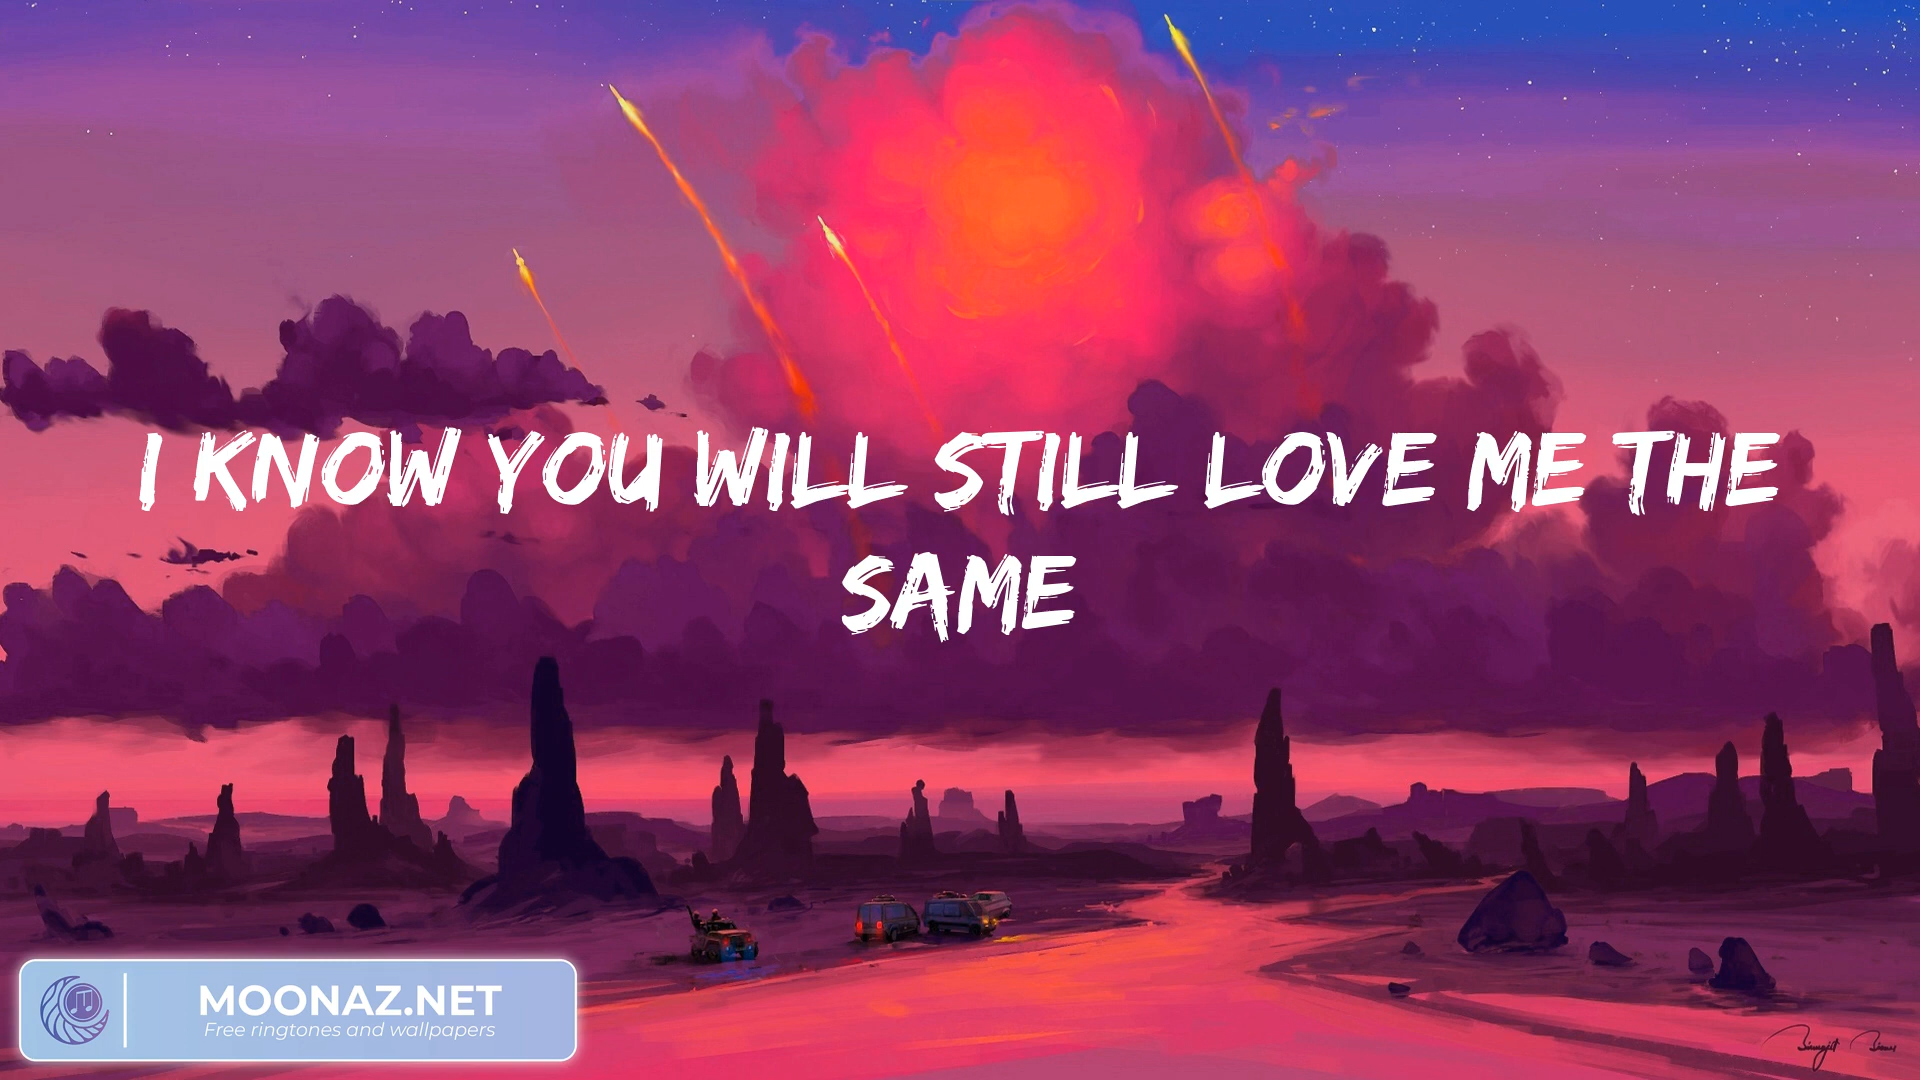 I KNOW YOU WILL STILL LOVE ME THE
SAME
MOONAZ.NET
Free ringtones and wallpapers